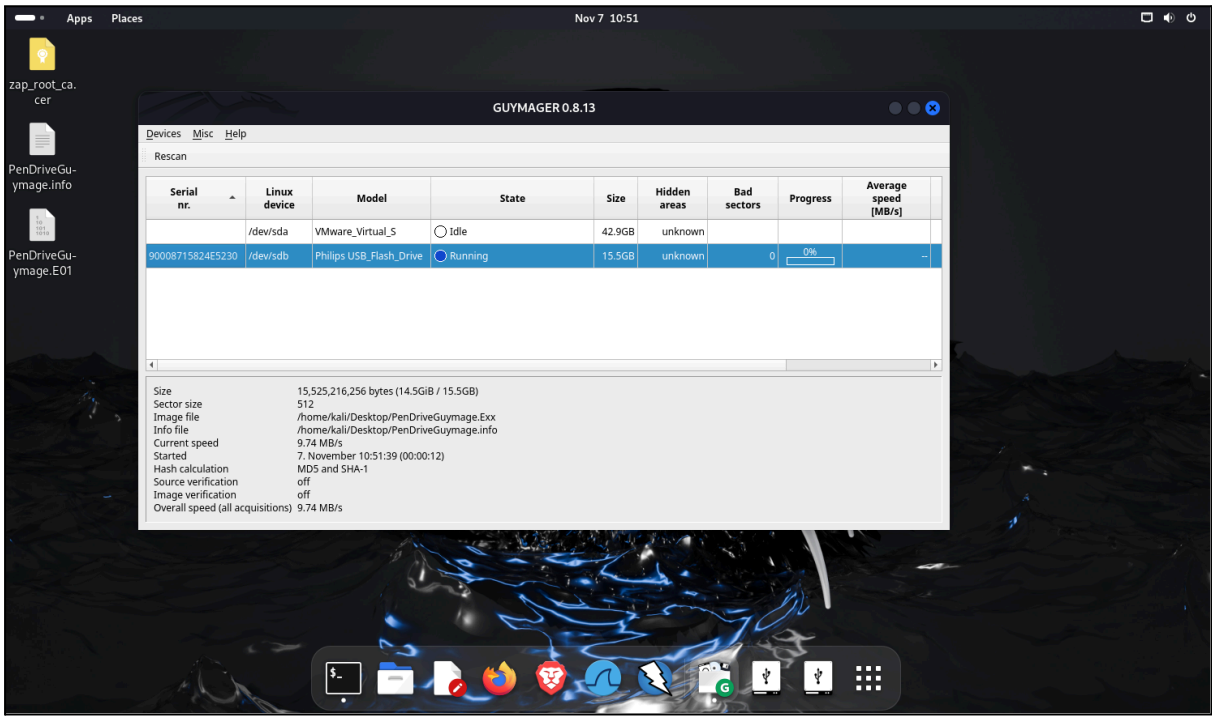 Apps Places Nov 7 10:51
zap_root_ca.
cer
PenDriveGu-
ymage.info
PenDriveGu-
ymage.E01
GUYMAGER 0.8.13
Devices Misc Help
Rescan
Serial nr. Linux device Model State Size Hidden areas Bad sectors Progress Average speed [MB/s]
/dev/sda VMware_Virtual_S Idle 42.9GB unknown
90008715824E5230 /dev/sdb Philips USB_Flash_Drive Running 15.5GB unknown 0 0% --
Size 15,525,216,256 bytes (14.5GiB / 15.5GB)
Sector size 512
Image file /home/kali/Desktop/PenDriveGuymage.Exx
Info file /home/kali/Desktop/PenDriveGuymage.info
Current speed 9.74 MB/s
Started 7. November 10:51:39 (00:00:12)
Hash calculation MD5 and SHA-1
Source verification off
Image verification off
Overall speed (all acquisitions) 9.74 MB/s
$_
G